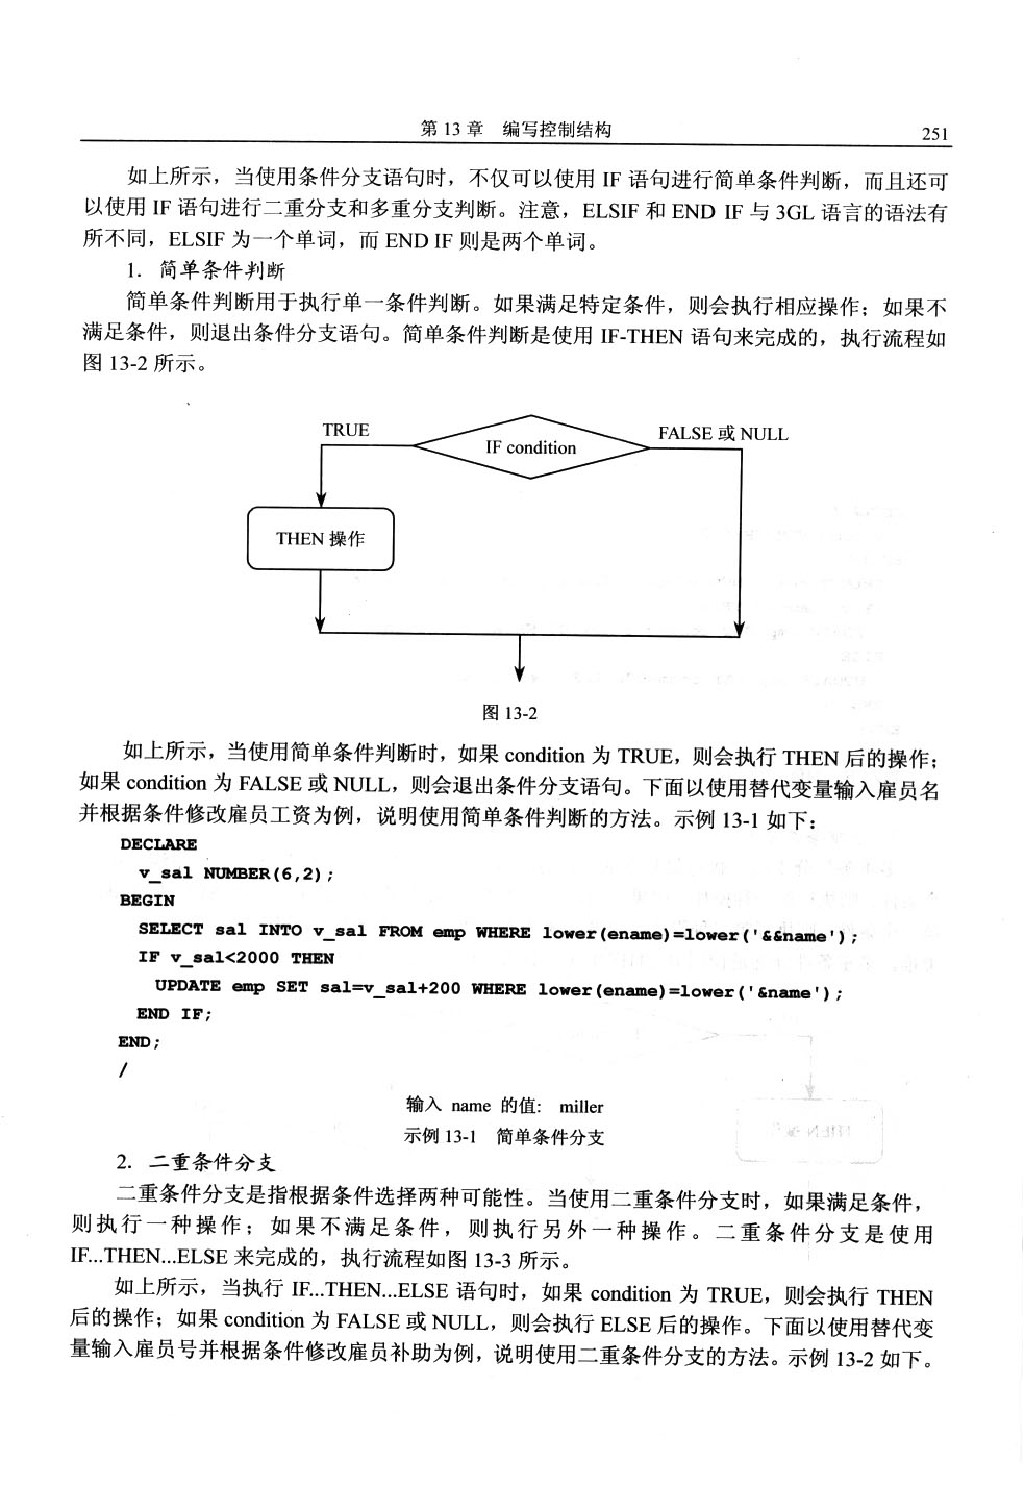 第 13 章 编写控制结构 251
如上所示，当使用条件分支语句时，不仅可以使用 IF 语句进行简单条件判断，而且还可
以使用 IF 语句进行二重分支和多重分支判断。注意，ELSIF 和 END IF 与 3GL 语言的语法有
所不同，ELSIF 为一个单词，而 END IF 则是两个单词。
1．简单条件判断
简单条件判断用于执行单一条件判断。如果满足特定条件，则会执行相应操作；如果不
满足条件，则退出条件分支语句。简单条件判断是使用 IF-THEN 语句来完成的，执行流程如
图 13-2 所示。
TRUE
IF condition
FALSE 或 NULL
THEN 操作
图 13-2
如上所示，当使用简单条件判断时，如果 condition 为 TRUE，则会执行 THEN 后的操作；
如果 condition 为 FALSE 或 NULL，则会退出条件分支语句。下面以使用替代变量输入雇员名
并根据条件修改雇员工资为例，说明使用简单条件判断的方法。示例 13-1 如下：
DECLARE
v_sal NUMBER(6,2);
BEGIN
SELECT sal INTO v_sal FROM emp WHERE lower(ename)=lower('&&name');
IF v_sal<2000 THEN
UPDATE emp SET sal=v_sal+200 WHERE lower(ename)=lower('&name');
END IF;
END;
/
输入 name 的值: miller
示例 13-1 简单条件分支
2．二重条件分支
二重条件分支是指根据条件选择两种可能性。当使用二重条件分支时，如果满足条件，
则执行一种操作；如果不满足条件，则执行另外一种操作。二重条件分支是使用
IF...THEN...ELSE 来完成的，执行流程如图 13-3 所示。
如上所示，当执行 IF...THEN...ELSE 语句时，如果 condition 为 TRUE，则会执行 THEN
后的操作；如果 condition 为 FALSE 或 NULL，则会执行 ELSE 后的操作。下面以使用替代变
量输入雇员号并根据条件修改雇员补助为例，说明使用二重条件分支的方法。示例 13-2 如下。